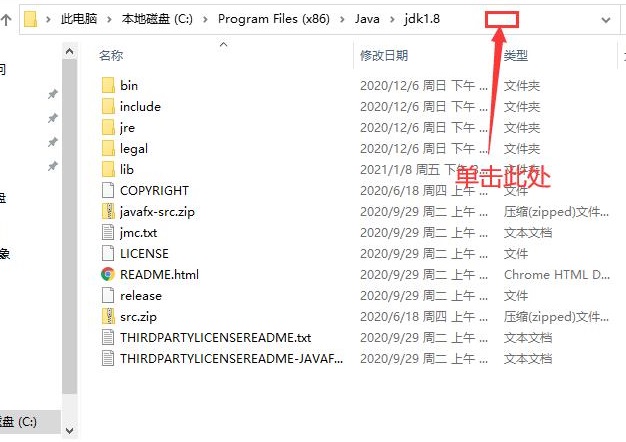 此电脑 > 本地磁盘 (C:) > Program Files (x86) > Java > jdk1.8
问
名称 修改日期 类型
bin 2020/12/6 周日 下午 ... 文件夹
include 2020/12/6 周日 下午 ... 文件夹
jre 2020/12/6 周日 下午 ... 文件夹
legal 2020/12/6 周日 下午 ... 文件夹
lib 2021/1/8 周五 下午 3... 文件夹
单击此处
盘
COPYRIGHT 2020/6/18 周四 上午 ... 文件
javafx-src.zip 2020/9/29 周二 上午 ... 压缩(zipped)文件...
jmc.txt 2020/9/29 周二 上午 ... 文本文档
象
LICENSE 2020/9/29 周二 上午 ... 文件
README.html 2020/9/29 周二 上午 ... Chrome HTML D...
release 2020/9/29 周二 上午 ... 文件
src.zip 2020/6/18 周四 上午 ... 压缩(zipped)文件...
THIRDPARTYLICENSEREADME.txt 2020/9/29 周二 上午 ... 文本文档
THIRDPARTYLICENSEREADME-JAVAF... 2020/9/29 周二 上午 ... 文本文档
盘 (C:)